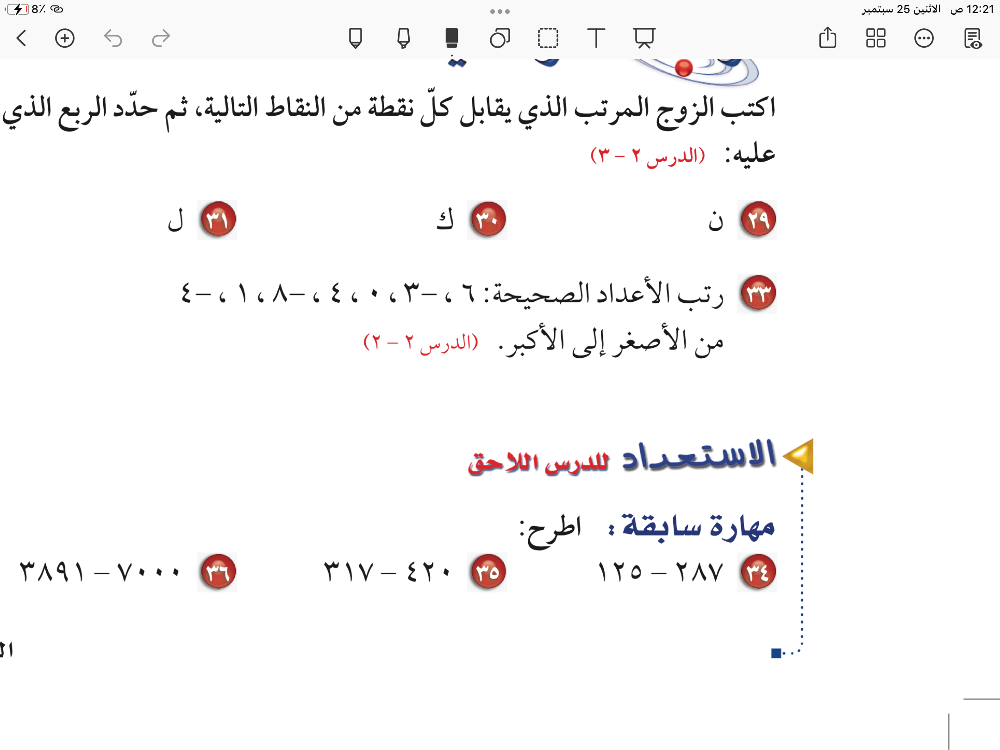 12:21 ص الاثنين 25 سبتمبر
8٪
اكتب الزوج المرتب الذي يقابل كلّ نقطة من النقاط التالية، ثم حدّد الربع الذي
عليه: (الدرس ٢ – ٣)
٢٩ ن ٣٠ ك ٣١ ل
٣٣ رتب الأعداد الصحيحة: ٦ ، –٣ ، ٠ ، ٤ ، –٨ ، ١ ، –٤
من الأصغر إلى الأكبر. (الدرس ٢ – ٢)
الاستعداد للدرس اللاحق
مهارة سابقة : اطرح:
٣٤ ٢٨٧ – ١٢٥ ٣٥ ٤٢٠ – ٣١٧ ٣٦ ٧٠٠٠ – ٣٨٩١